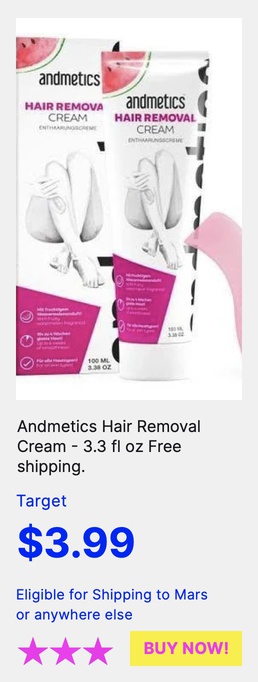 andmetics
HAIR REMOVA
CREAM
ENTHAARUNGSCREME
100 ML
3.38 OZ
andmetics
HAIR REMOVAL
CREAM
ENTHAARUNGSCREME
100 ML
3.38 OZ
Andmetics Hair Removal
Cream - 3.3 fl oz Free
shipping.
Target
$3.99
Eligible for Shipping to Mars
or anywhere else
BUY NOW!